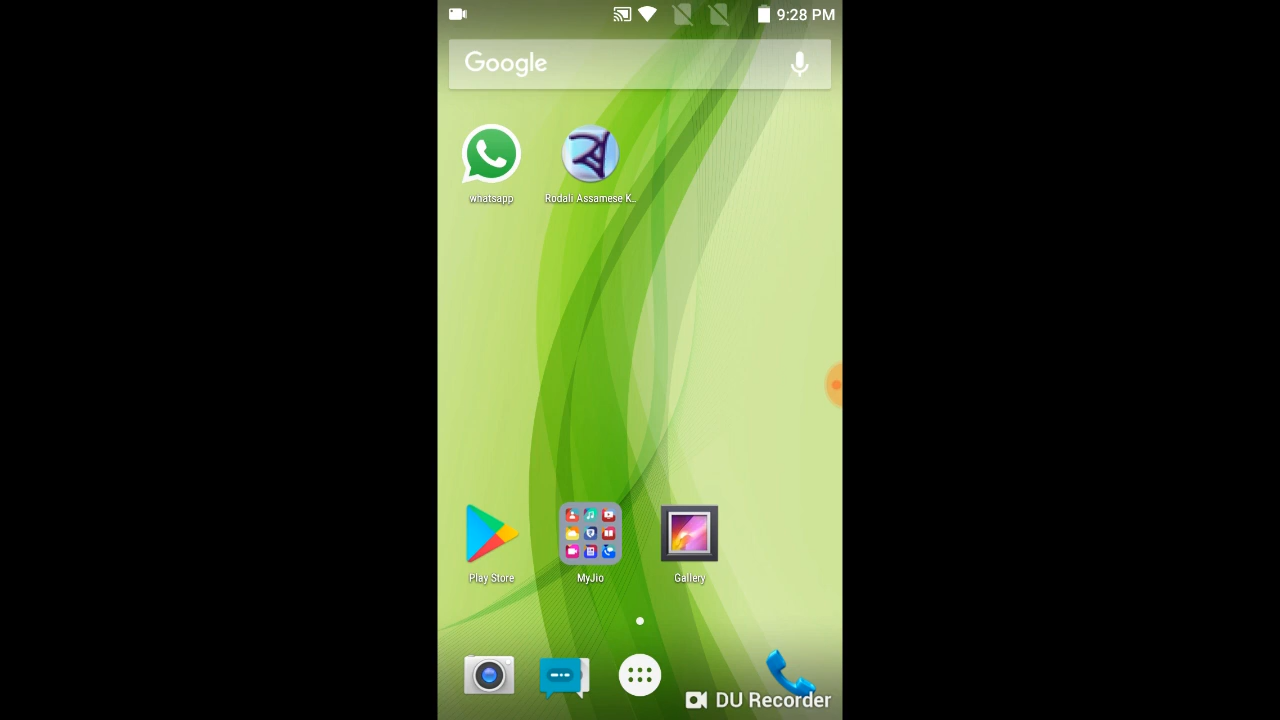 9:28 PM
Google
whatsapp
Rodali Assamese K..
Play Store
MyJio
Gallery
DU Recorder